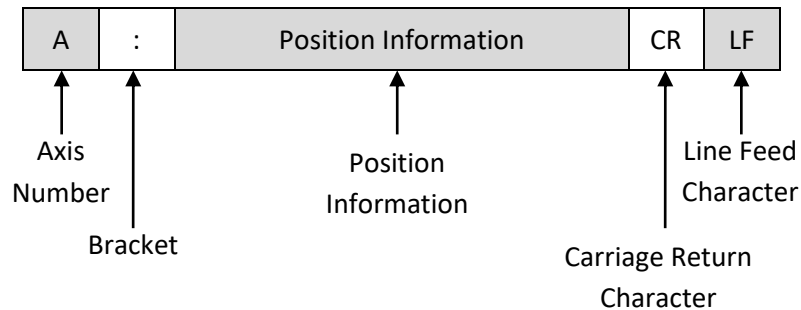 A : Position Information CR LF
Axis
Number
Bracket
Position
Information
Carriage Return
Character
Line Feed
Character